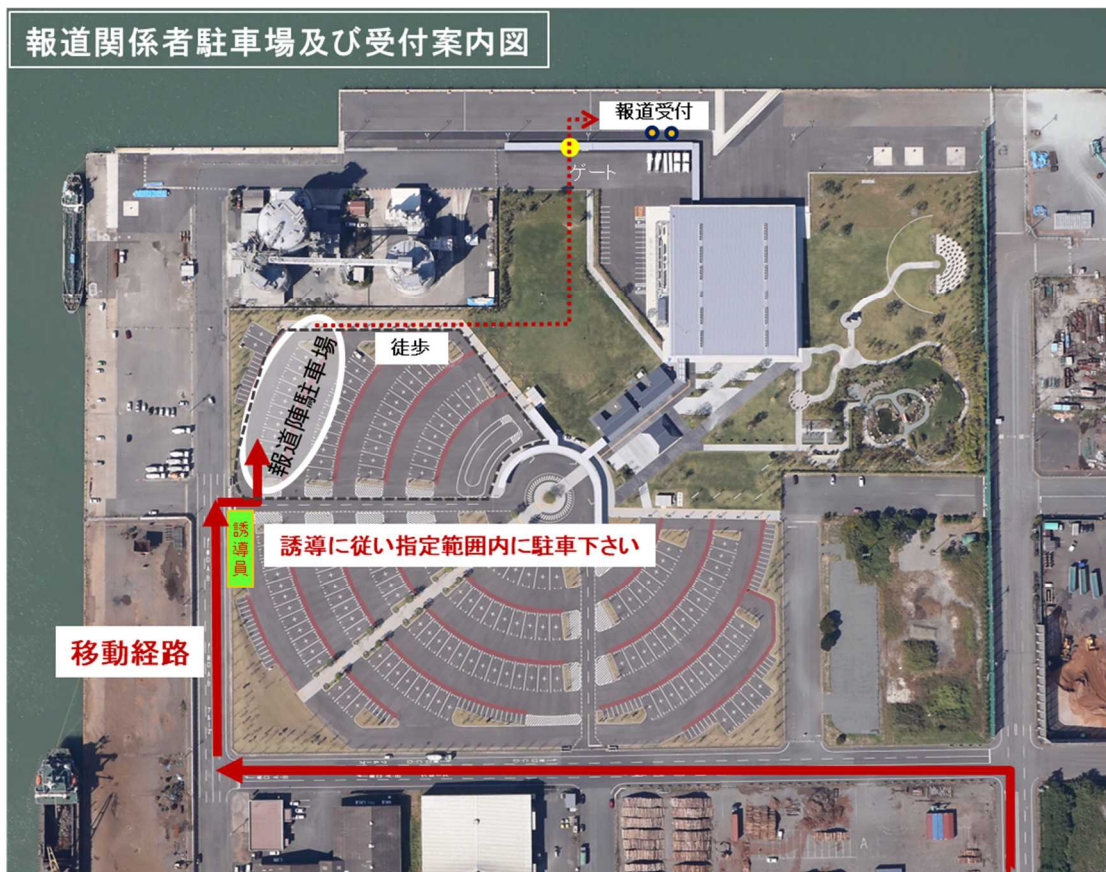 報道関係者駐車場及び受付案内図
報道受付
ゲート
徒歩
報道陣駐車場
誘導員
誘導に従い指定範囲内に駐車下さい
移動経路